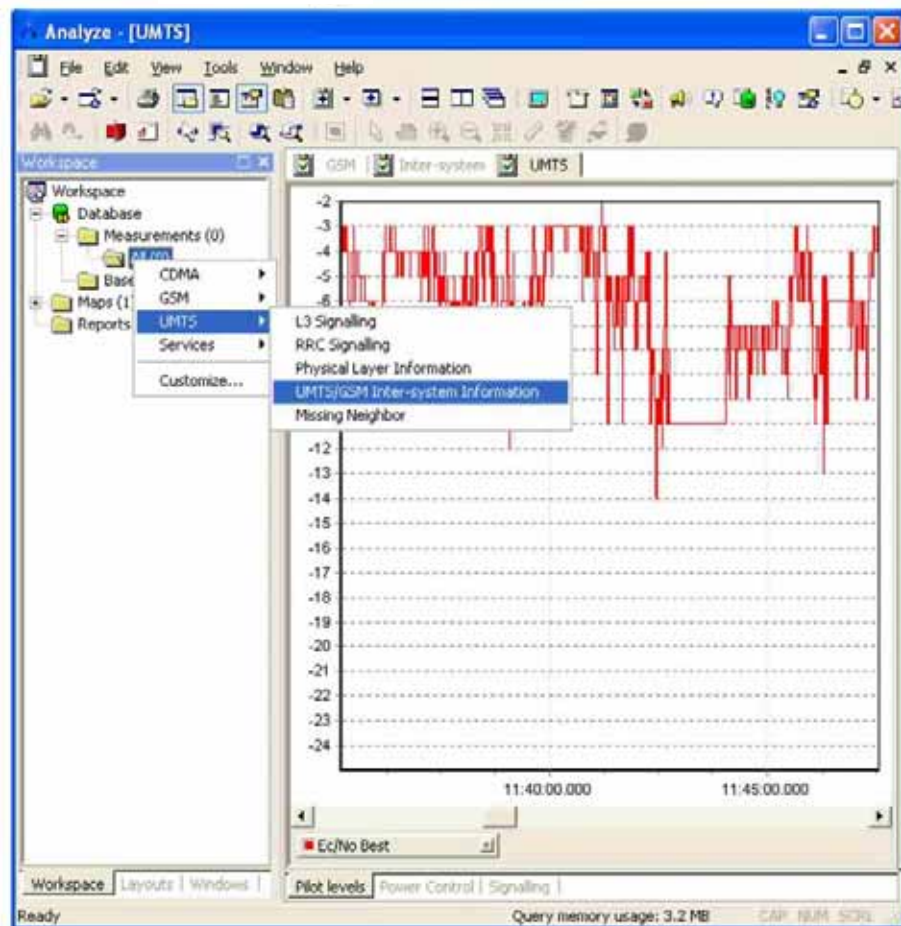 Analyze - [UMTS]
File Edit View Tools Window Help
Workspace
GSM Inter-system UMTS
Workspace
Database
Measurements (0)
Base
Maps (1
Reports
CDMA
GSM
UMTS
Services
Customize...
L3 Signalling
RRC Signalling
Physical Layer Information
UMTS/GSM Inter-system Information
Missing Neighbor
-2
-3
-4
-5
-6
-12
-13
-14
-15
-16
-17
-18
-19
-20
-21
-22
-23
-24
11:40:00.000 11:45:00.000
Ec/No Best
Workspace Layouts Windows
Pilot levels Power Control Signalling
Ready Query memory usage: 3.2 MB CAP NUM SCRL